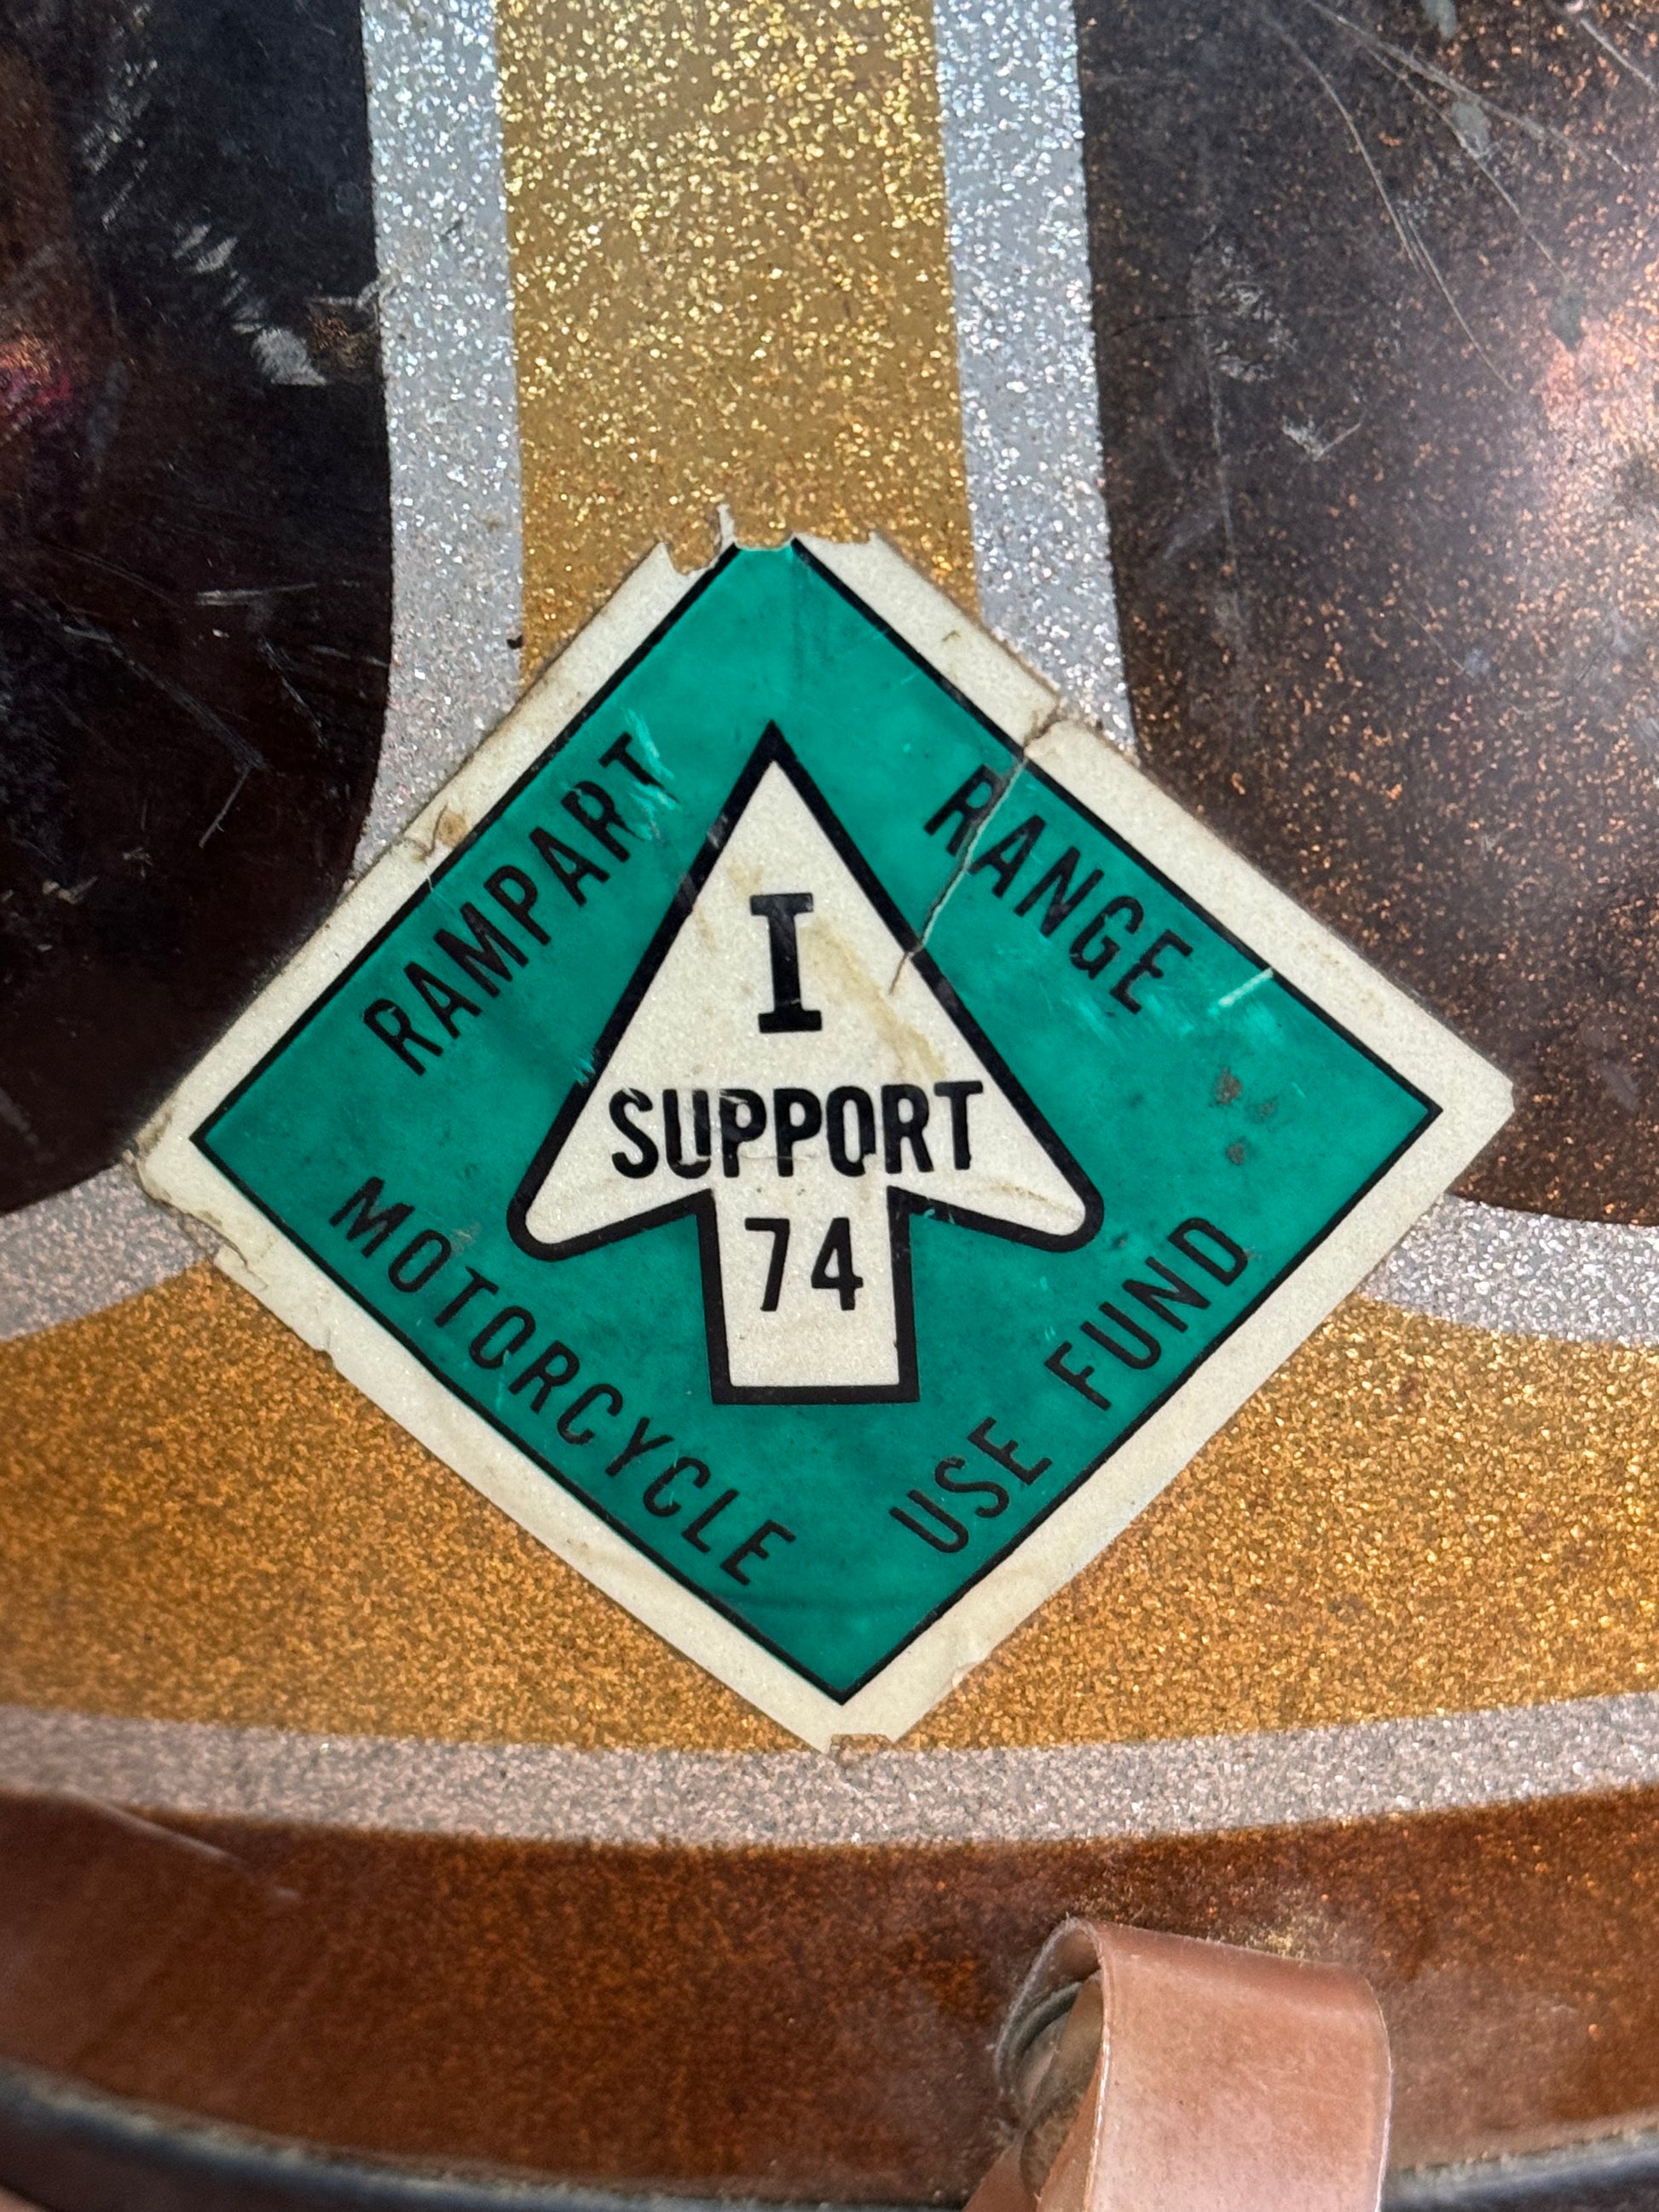 RAMPART RANGE
I
SUPPORT
74
MOTORCYCLE USE FUND